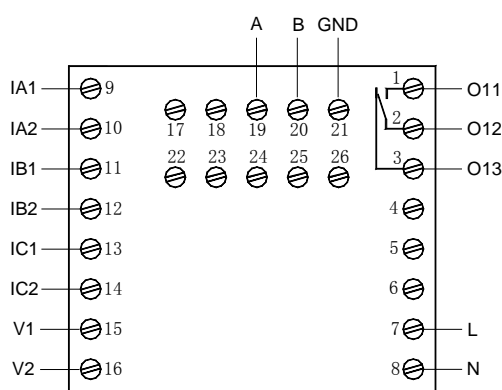 A B GND
IA1 9 1 O11
17 18 19 20 21
IA2 10 2 O12
22 23 24 25 26
IB1 11 3 O13
IB2 12 4
IC1 13 5
IC2 14 6
V1 15 7 L
V2 16 8 N